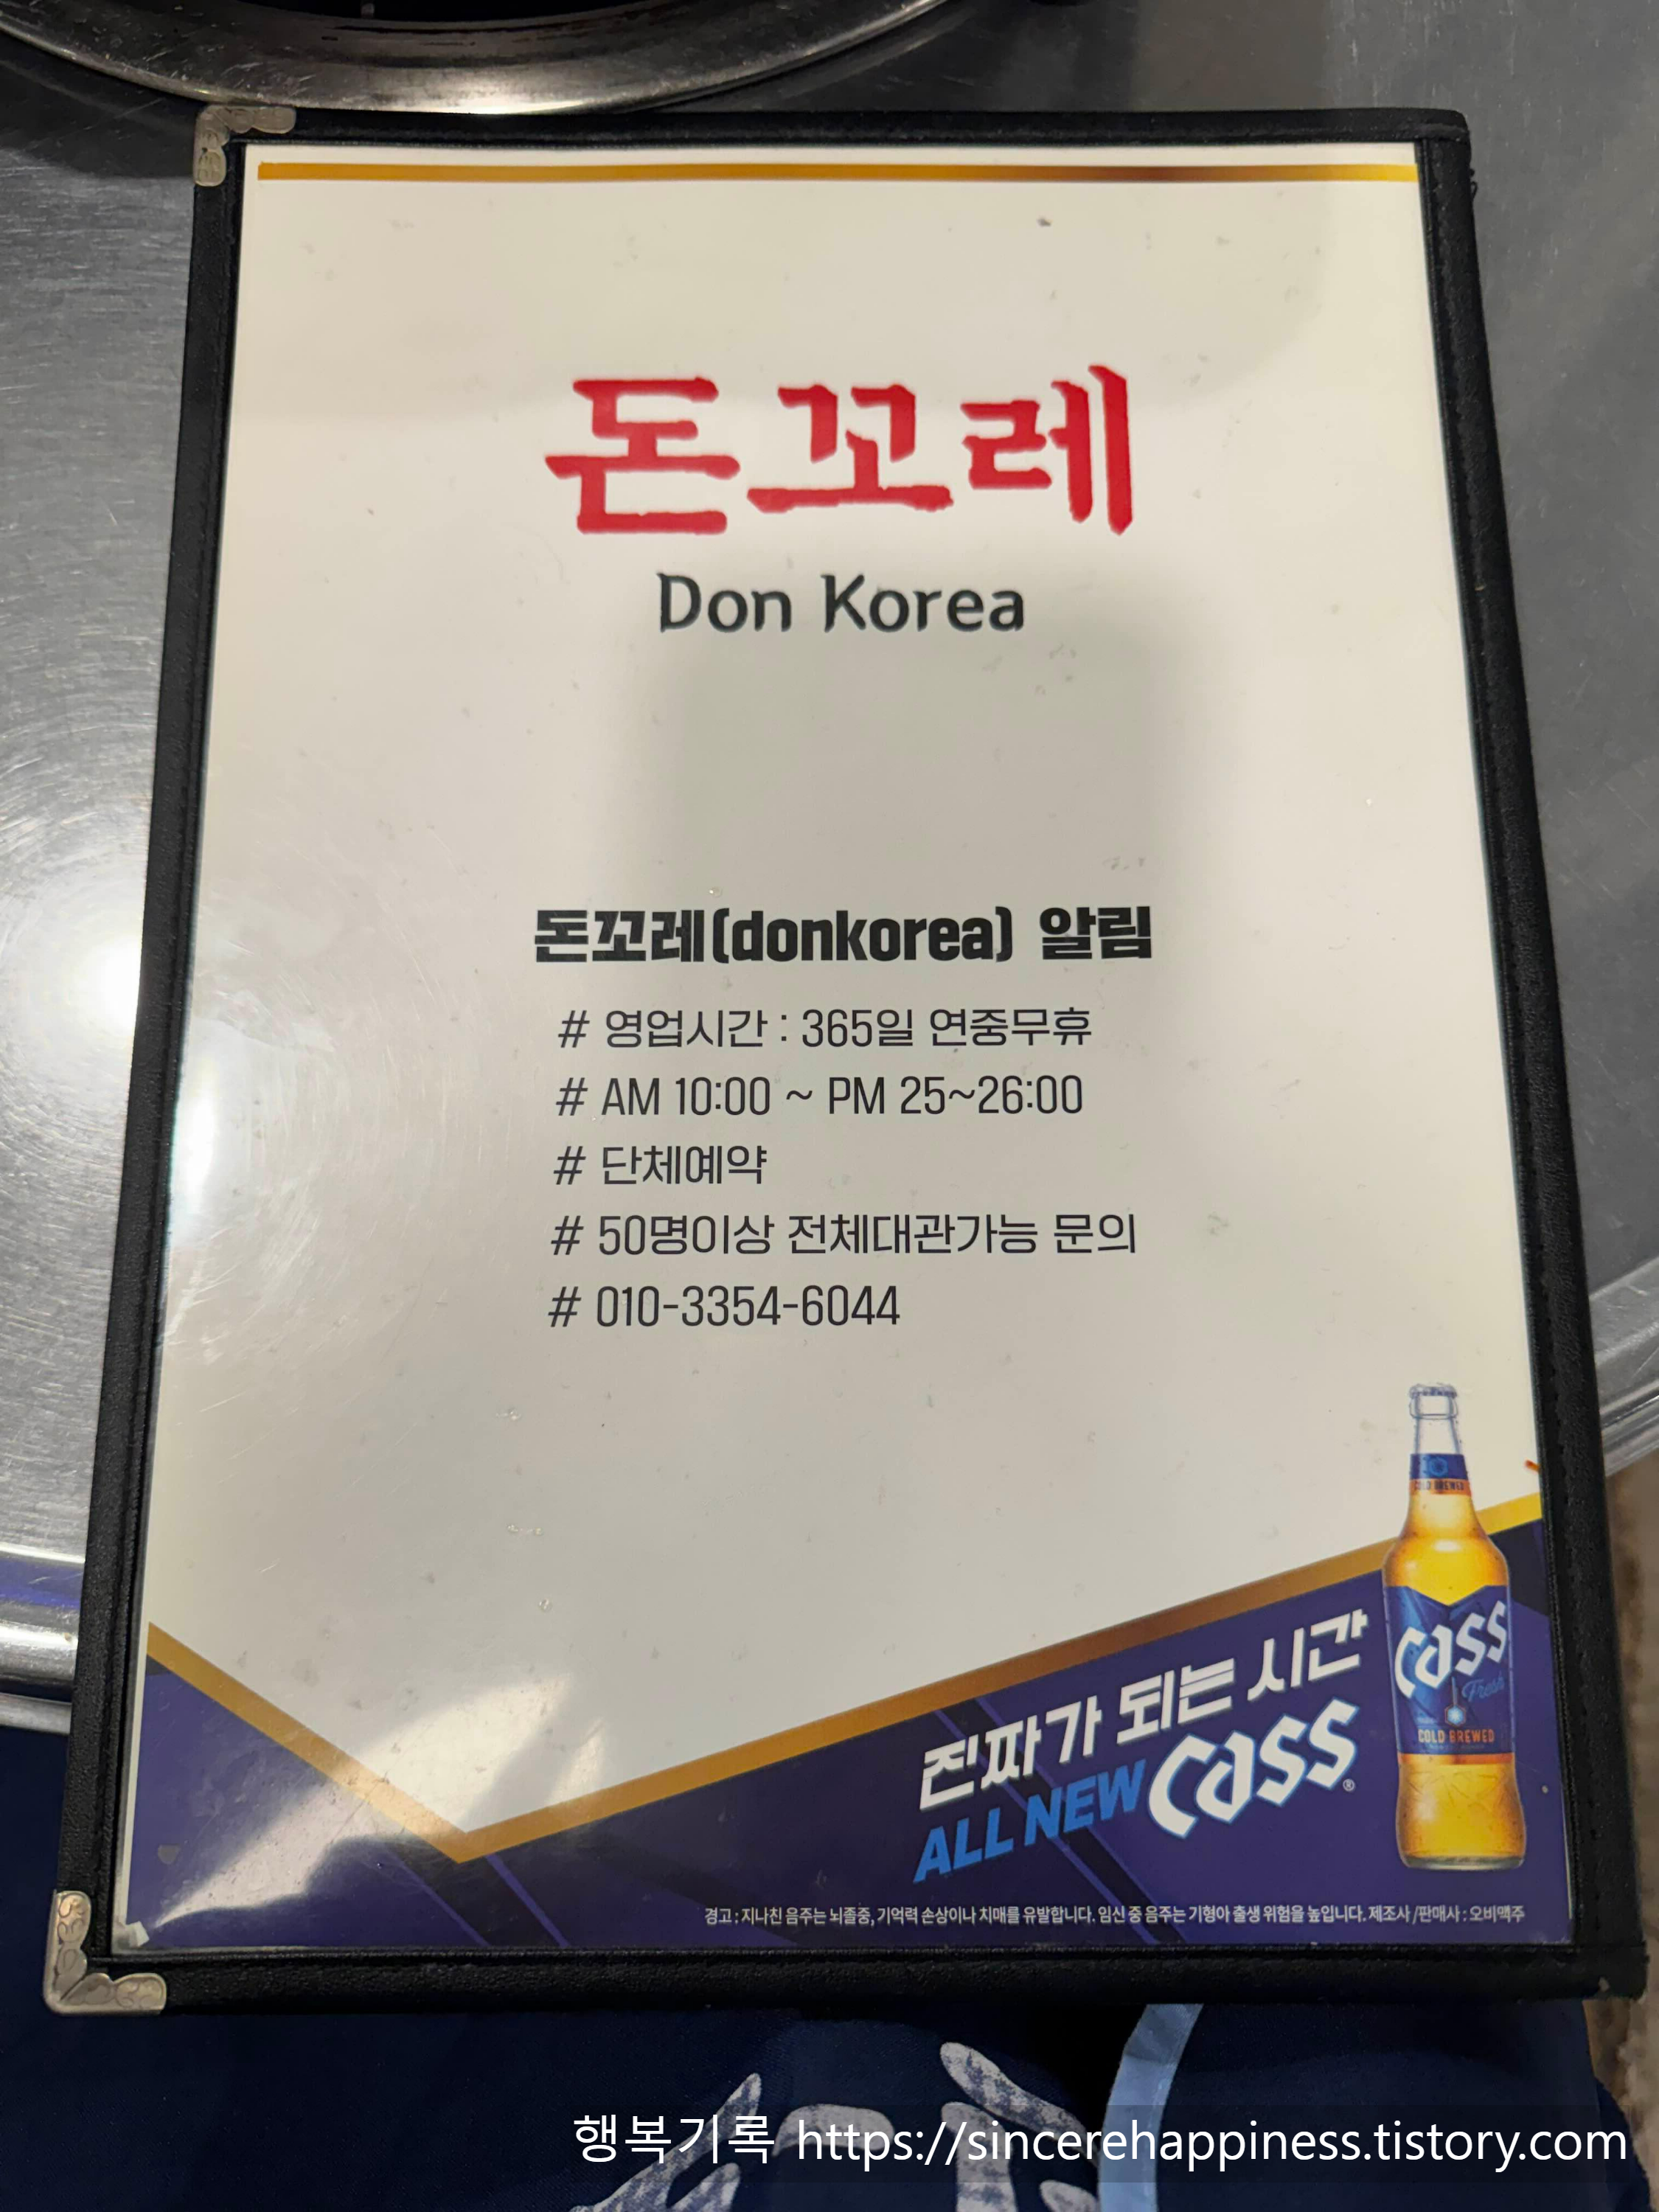 돈꼬레
Don Korea
돈꼬레(donkorea) 알림
# 영업시간 : 365일 연중무휴
# AM 10:00 ~ PM 25~26:00
# 단체예약
# 50명이상 전체대관가능 문의
# 010-3354-6044
진짜가 되는 시간
ALL NEW Cass®
COLD BREWED
Cass
Fresh
COLD BREWED
경고 : 지나친 음주는 뇌졸중, 기억력 손상이나 치매를 유발합니다. 임신 중 음주는 기형아 출생 위험을 높입니다. 제조사 /판매사 : 오비맥주
행복기록 https://sincerehappiness.tistory.com